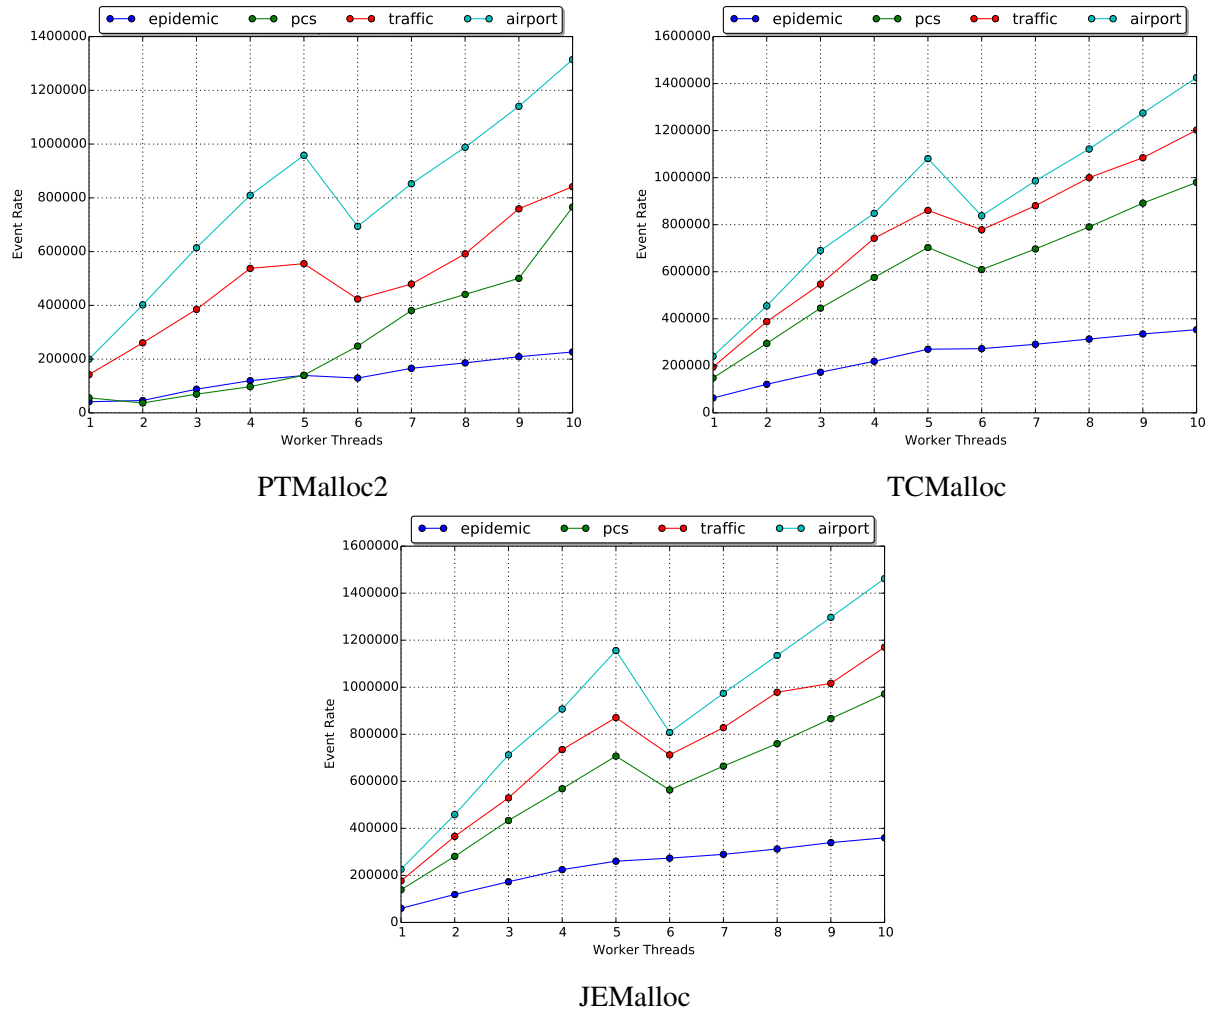 epidemic pcs traffic airport
1400000
1200000
1000000
800000
600000
400000
200000
0
Event Rate
1 2 3 4 5 6 7 8 9 10
Worker Threads
PTMalloc2
epidemic pcs traffic airport
1600000
1400000
1200000
1000000
800000
600000
400000
200000
0
Event Rate
1 2 3 4 5 6 7 8 9 10
Worker Threads
TCMalloc
epidemic pcs traffic airport
1600000
1400000
1200000
1000000
800000
600000
400000
200000
0
Event Rate
1 2 3 4 5 6 7 8 9 10
Worker Threads
JEMalloc